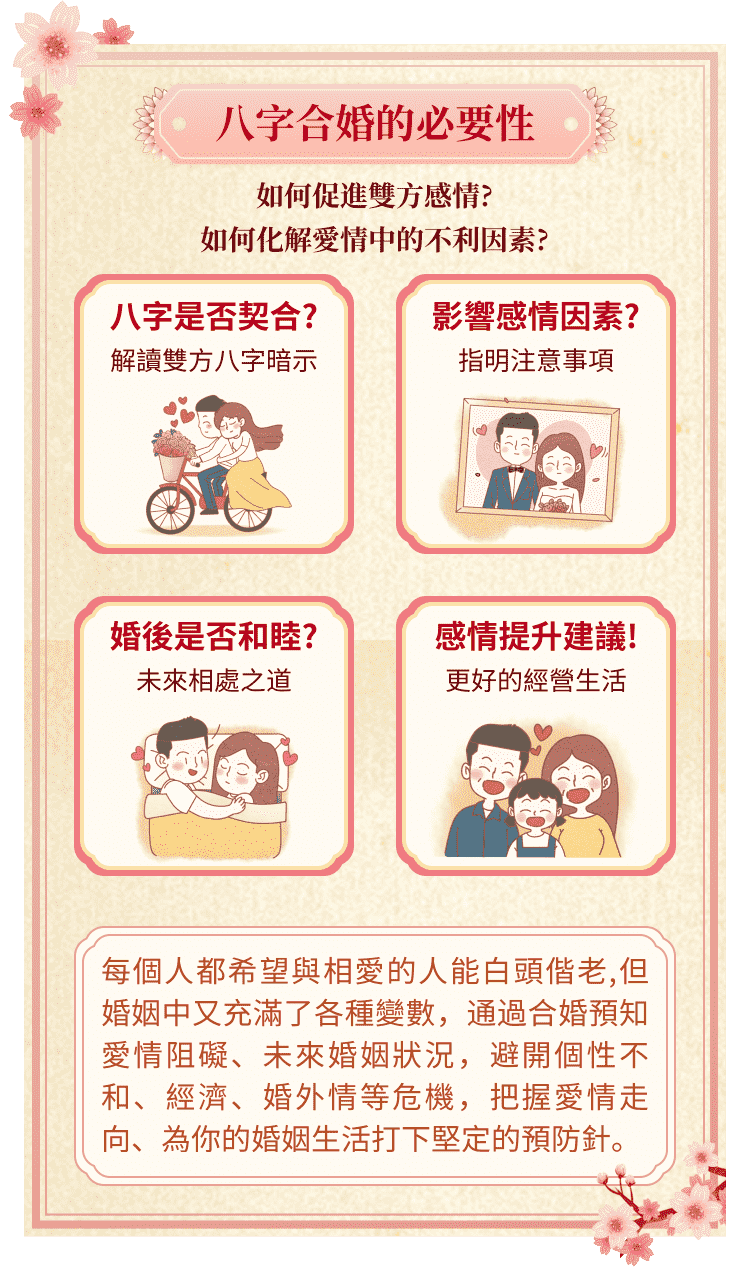 八字合婚的必要性
如何促進雙方感情?
如何化解愛情中的不利因素?
八字是否契合?
解讀雙方八字暗示
影響感情因素?
指明注意事項
婚後是否和睦?
未來相處之道
感情提升建議!
更好的經營生活
每個人都希望與相愛的人能白頭偕老,但
婚姻中又充滿了各種變數，通過合婚預知
愛情阻礙、未來婚姻狀況，避開個性不
和、經濟、婚外情等危機，把握愛情走
向、為你的婚姻生活打下堅定的預防針。